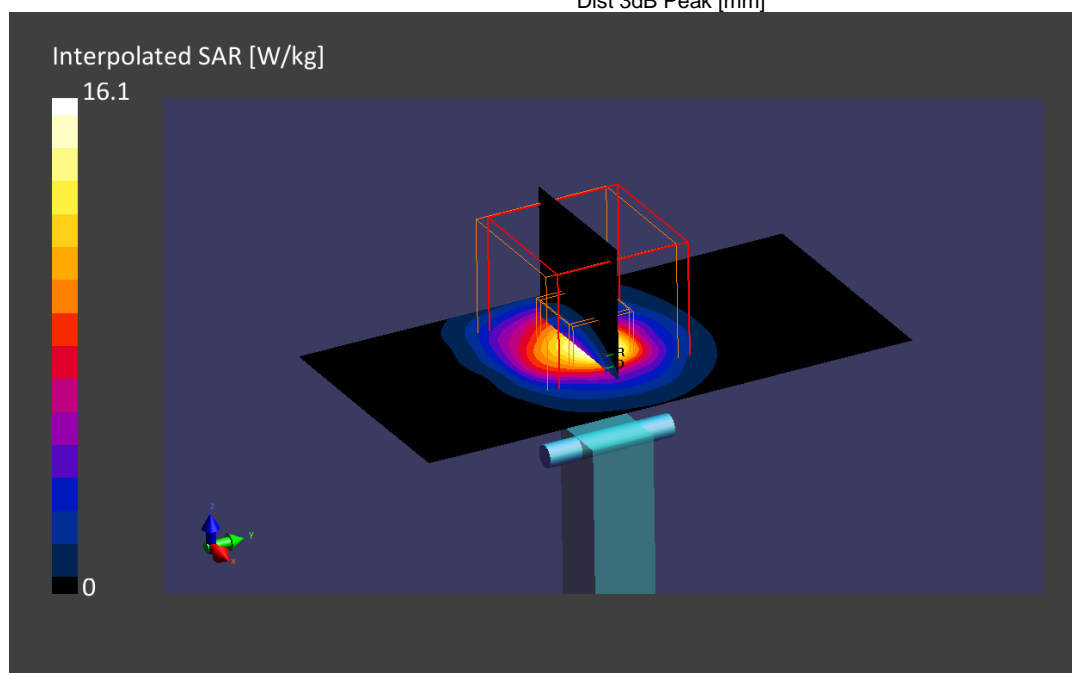 Dist 3dB Peak [mm]
Interpolated SAR [W/kg]
16.1
R
z
y
x
0